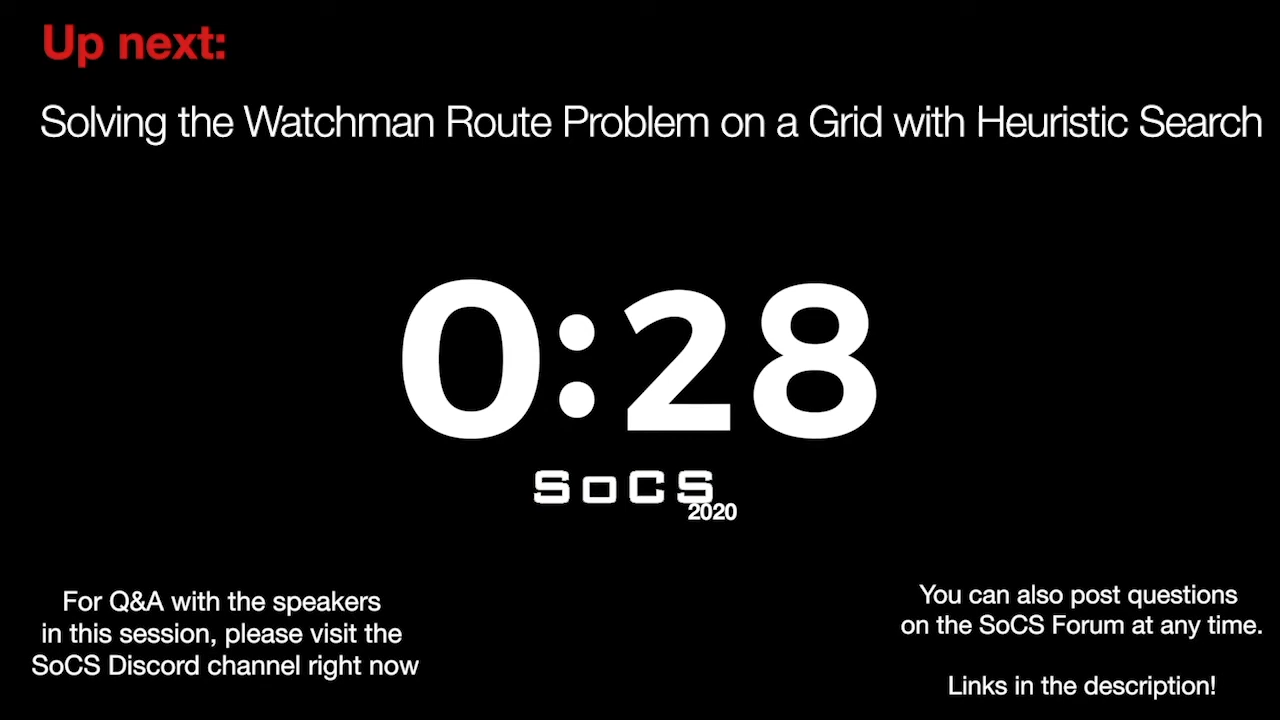 Up next:
Solving the Watchman Route Problem on a Grid with Heuristic Search
0:28
SoCS
2020
For Q&A with the speakers
in this session, please visit the
SoCS Discord channel right now
You can also post questions
on the SoCS Forum at any time.
Links in the description!